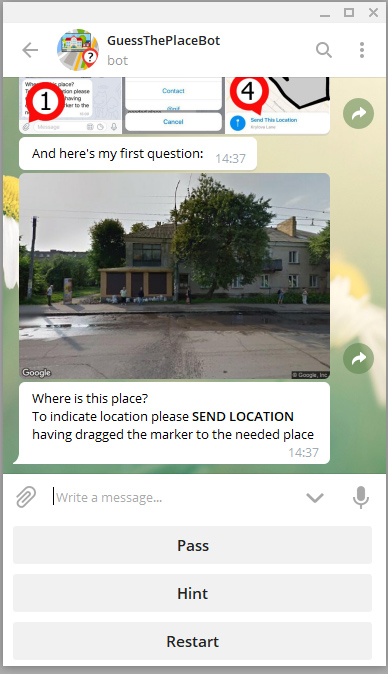 GuessThePlaceBot
bot
Where is this place?
To indicate location please
1
having
marker to the
Message
Contact
Cancel
4
Send This Location
And here's my first question:
14:37
Google
© Google, Inc
Where is this place?
To indicate location please SEND LOCATION
having dragged the marker to the needed place
14:37
Write a message...
Pass
Hint
Restart